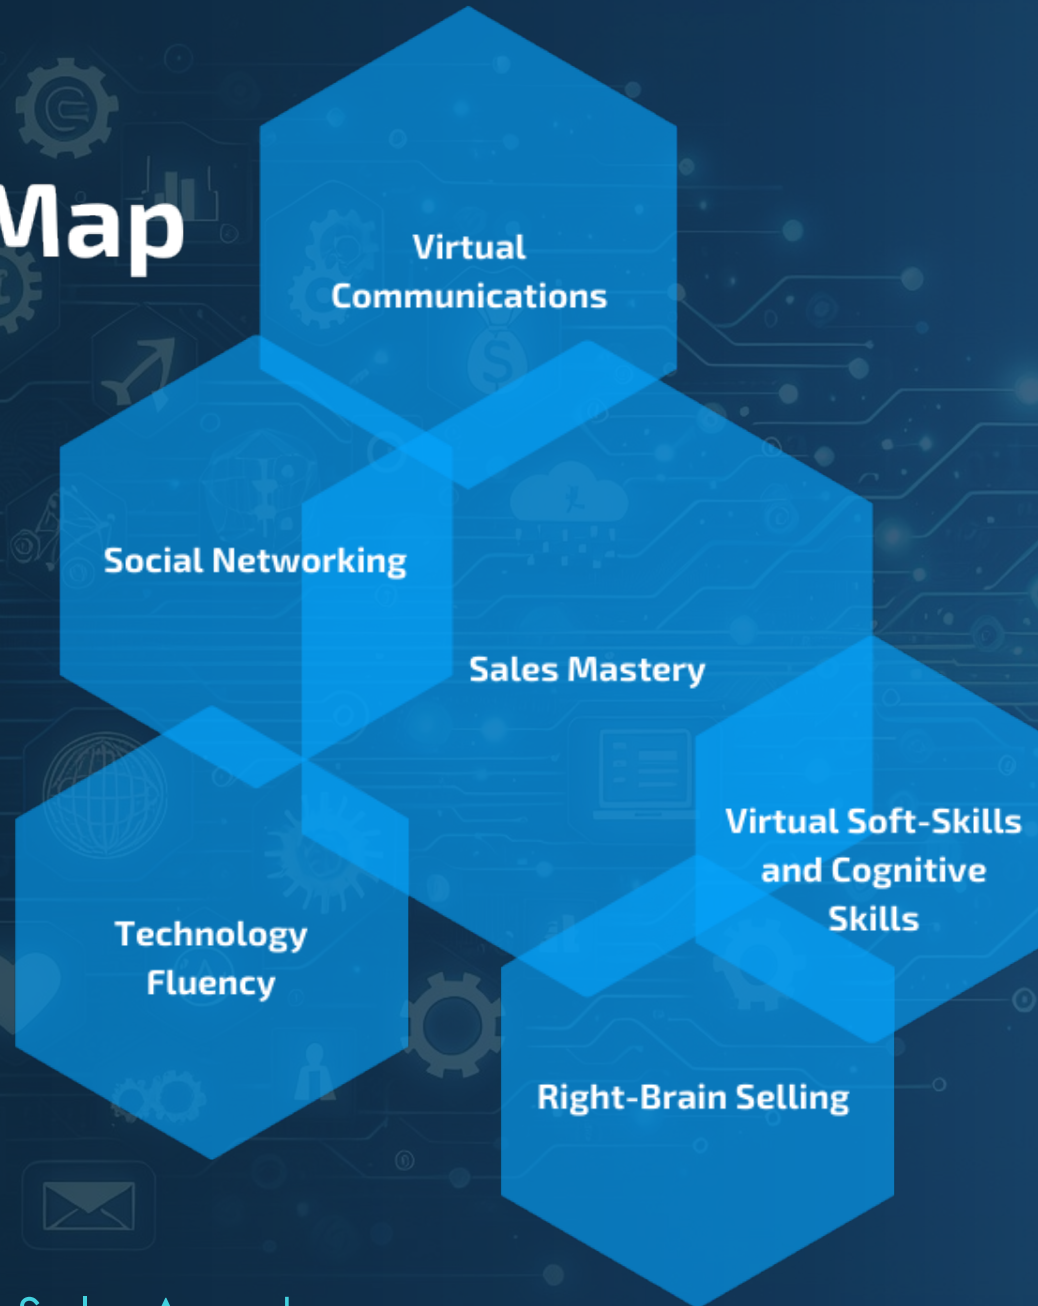 Map
Virtual
Communications
Social Networking
Sales Mastery
Virtual Soft-Skills
and Cognitive
Skills
Technology
Fluency
Right-Brain Selling